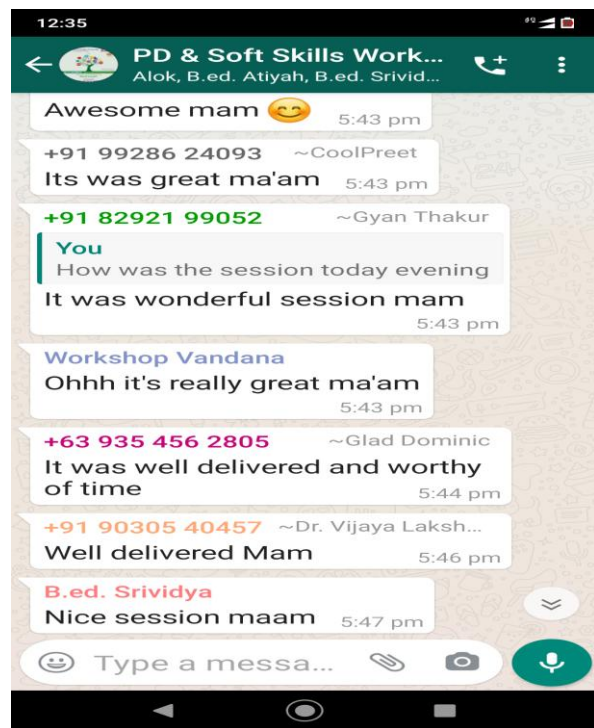 12:35
PD & Soft Skills Work...
Alok, B.ed. Atiyah, B.ed. Srivid...
Awesome mam 😊 5:43 pm
+91 99286 24093 ~CoolPreet
Its was great ma'am 5:43 pm
+91 82921 99052 ~Gyan Thakur
You
How was the session today evening
It was wonderful session mam
5:43 pm
Workshop Vandana
Ohhh it's really great ma'am
5:43 pm
+63 935 456 2805 ~Glad Dominic
It was well delivered and worthy
of time 5:44 pm
+91 90305 40457 ~Dr. Vijaya Laksh...
Well delivered Mam 5:46 pm
B.ed. Srividya
Nice session maam 5:47 pm
Type a messa...